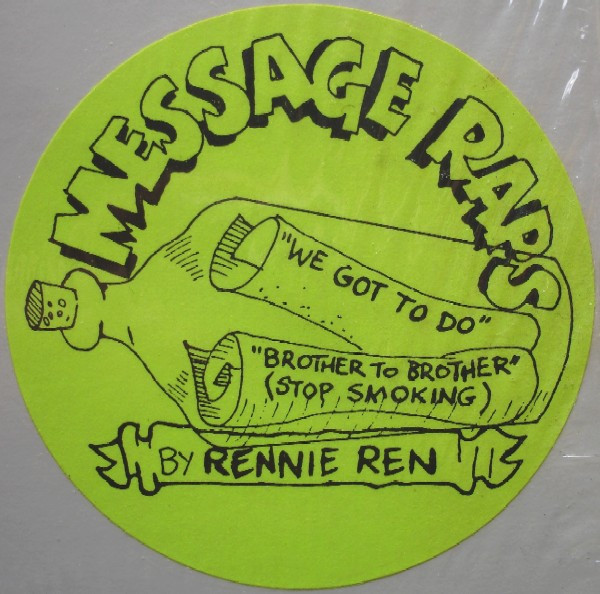 MESSAGE RAPS
"WE GOT TO DO"
"BROTHER TO BROTHER"
(STOP SMOKING)
BY RENNIE REN